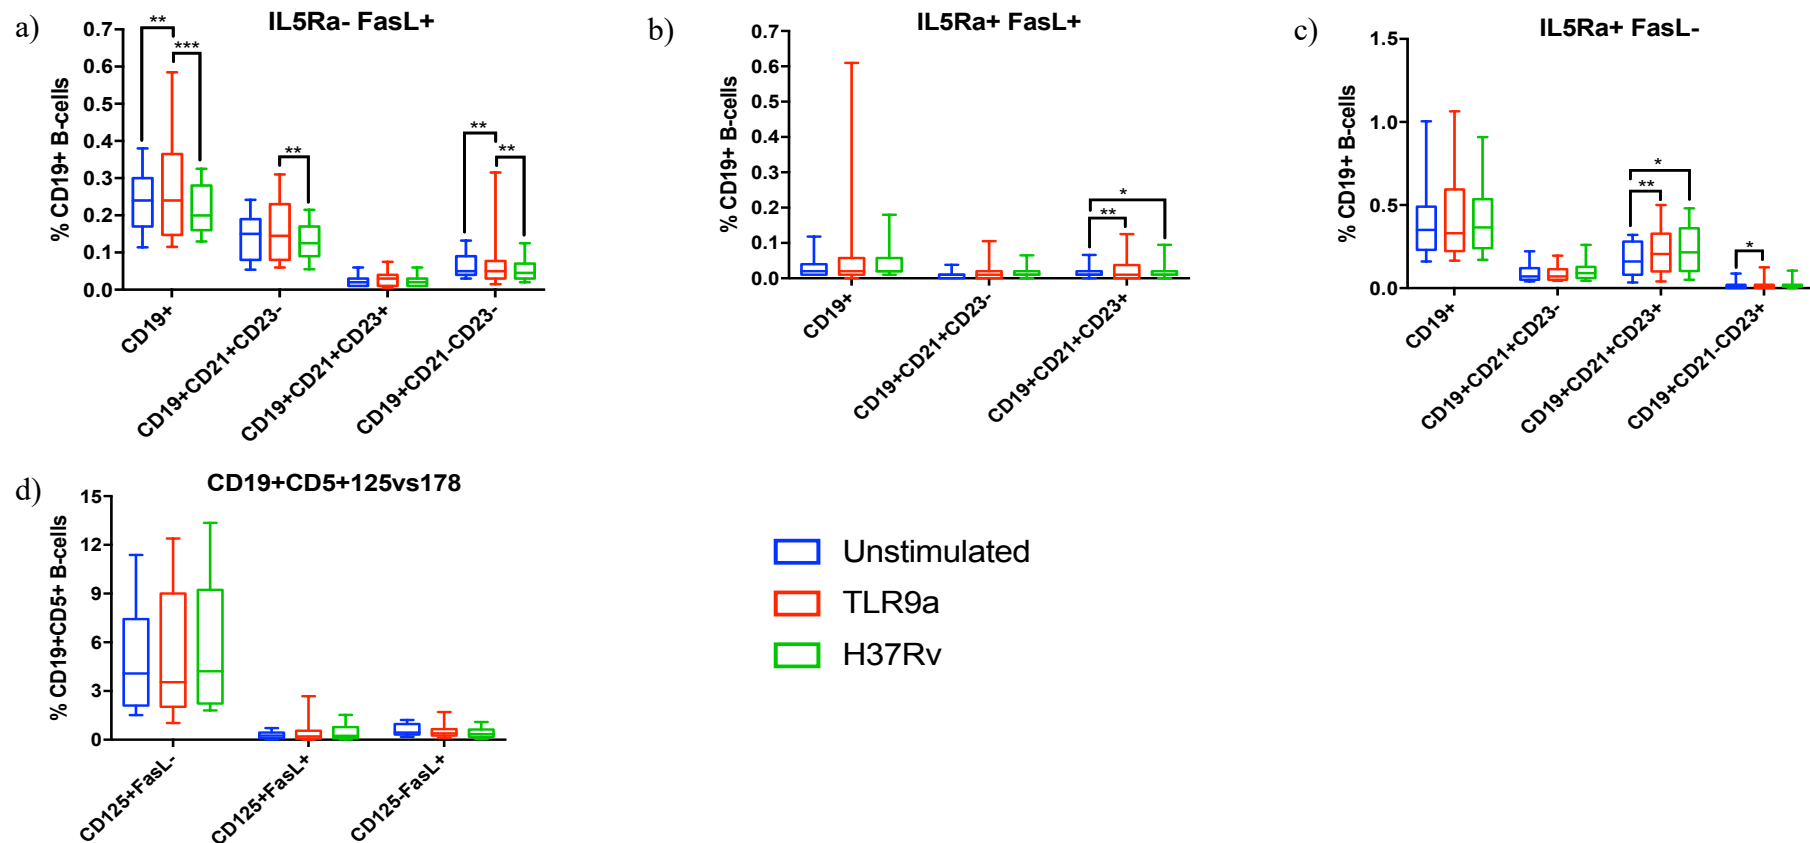 a)
IL5Ra- FasL+
% CD19+ B-cells
0.7
0.6
0.5
0.4
0.3
0.2
0.1
0.0
**
***
**
**
**
CD19+
CD19+CD21+CD23-
CD19+CD21+CD23+
CD19+CD21-CD23-
b)
IL5Ra+ FasL+
% CD19+ B-cells
0.7
0.6
0.5
0.4
0.3
0.2
0.1
0.0
*
**
CD19+
CD19+CD21+CD23-
CD19+CD21+CD23+
c)
IL5Ra+ FasL-
% CD19+ B-cells
1.5
1.0
0.5
0.0
*
**
*
CD19+
CD19+CD21+CD23-
CD19+CD21+CD23+
CD19+CD21-CD23+
d)
CD19+CD5+125vs178
% CD19+CD5+ B-cells
15
12
9
6
3
0
CD125+FasL-
CD125+FasL+
CD125-FasL+
Unstimulated
TLR9a
H37Rv